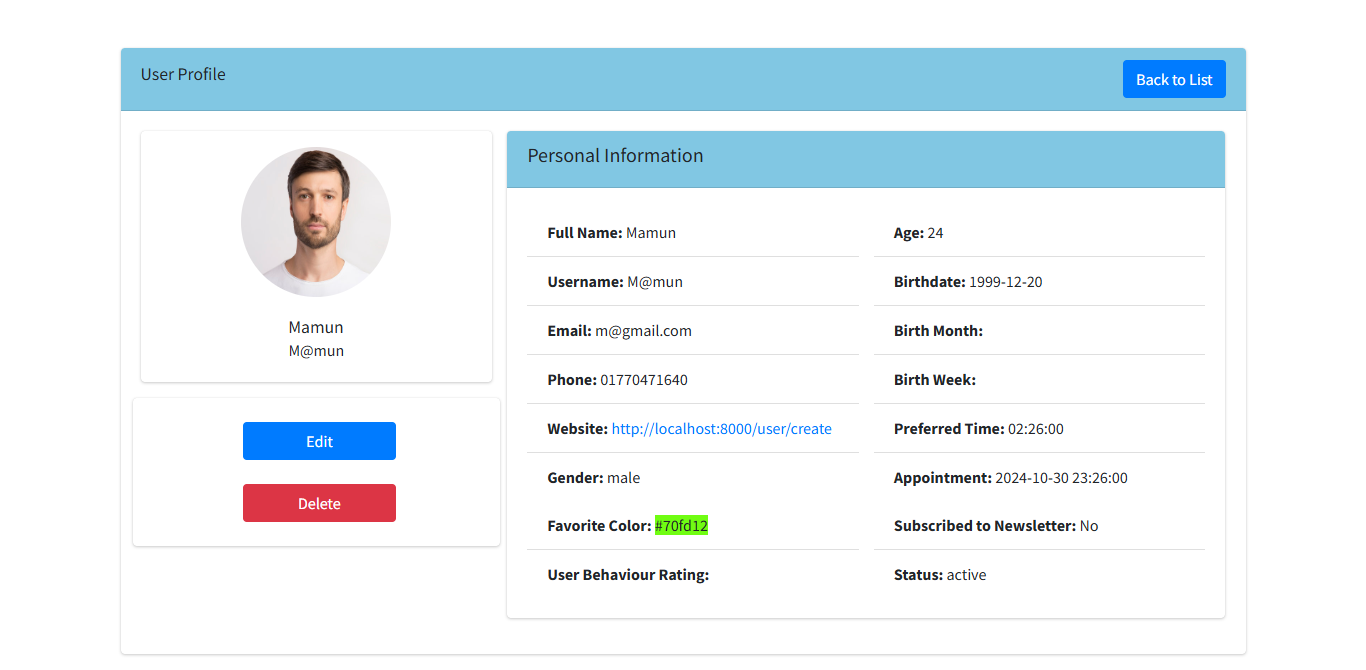 User Profile
Back to List
Mamun
M@mun
Edit
Delete
Personal Information
Full Name: Mamun
Username: M@mun
Email: m@gmail.com
Phone: 01770471640
Website: http://localhost:8000/user/create
Gender: male
Favorite Color: #70fd12
User Behaviour Rating:
Age: 24
Birthdate: 1999-12-20
Birth Month:
Birth Week:
Preferred Time: 02:26:00
Appointment: 2024-10-30 23:26:00
Subscribed to Newsletter: No
Status: active